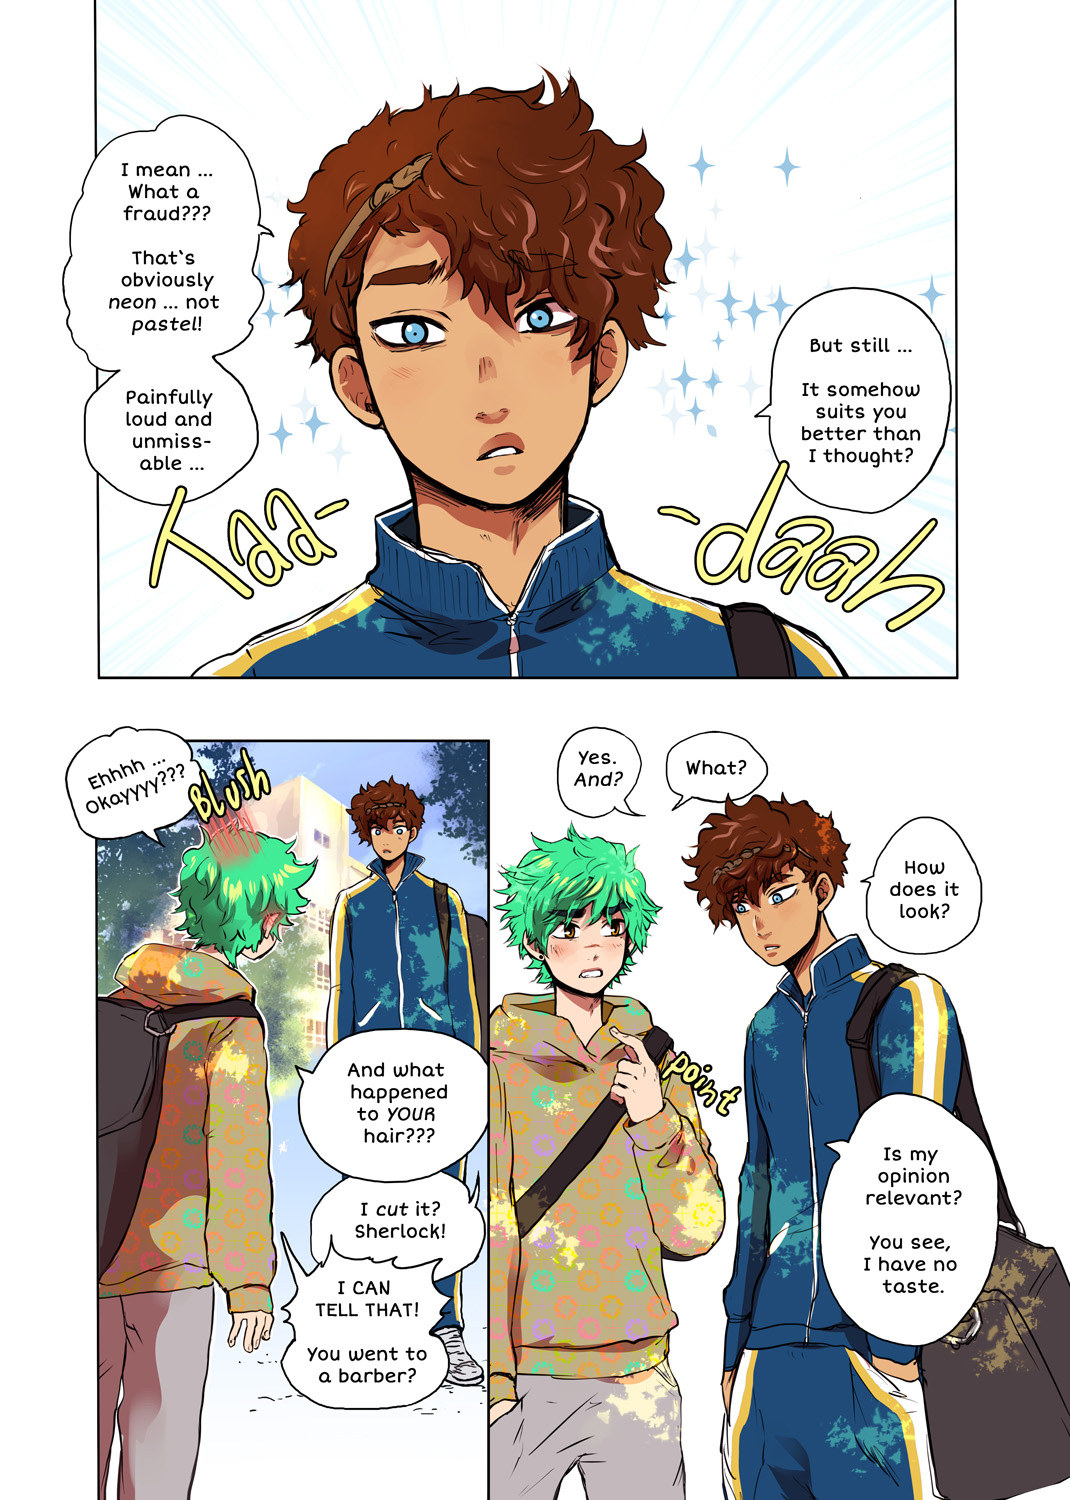 I mean ...
What a
fraud???
That`s
obviously
neon ... not
pastel!
Painfully
loud and
unmiss-
able ...
But still ...
It somehow
suits you
better than
I thought?
Taa-
-daaah
Ehhhh ...
Okayyyy???
Blush
And what
happened
to YOUR
hair???
I cut it?
Sherlock!
I CAN
TELL THAT!
You went to
a barber?
Yes.
And?
What?
How
does it
look?
point
Is my
opinion
relevant?
You see,
I have no
taste.